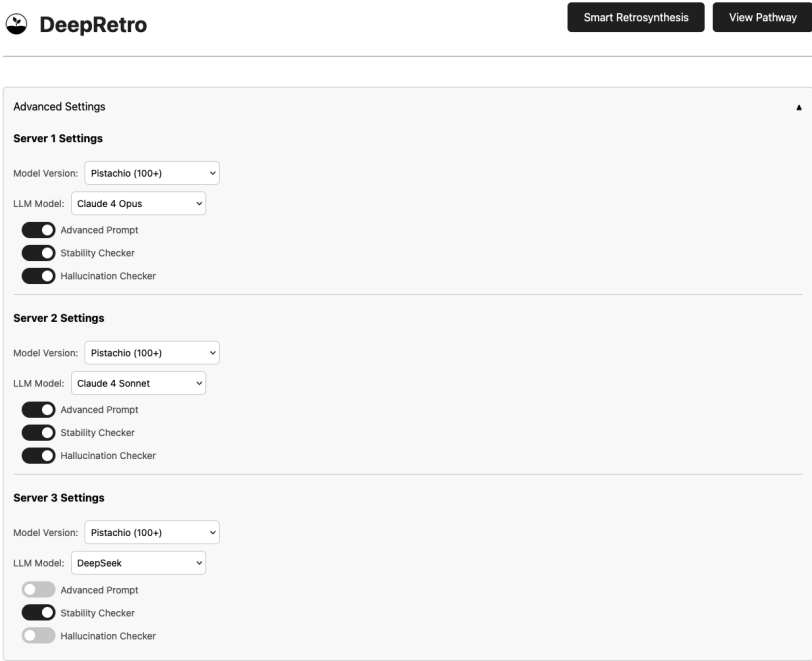 DeepRetro
Smart Retrosynthesis
View Pathway
Advanced Settings
Server 1 Settings
Model Version: Pistachio (100+)
LLM Model: Claude 4 Opus
Advanced Prompt
Stability Checker
Hallucination Checker
Server 2 Settings
Model Version: Pistachio (100+)
LLM Model: Claude 4 Sonnet
Advanced Prompt
Stability Checker
Hallucination Checker
Server 3 Settings
Model Version: Pistachio (100+)
LLM Model: DeepSeek
Advanced Prompt
Stability Checker
Hallucination Checker